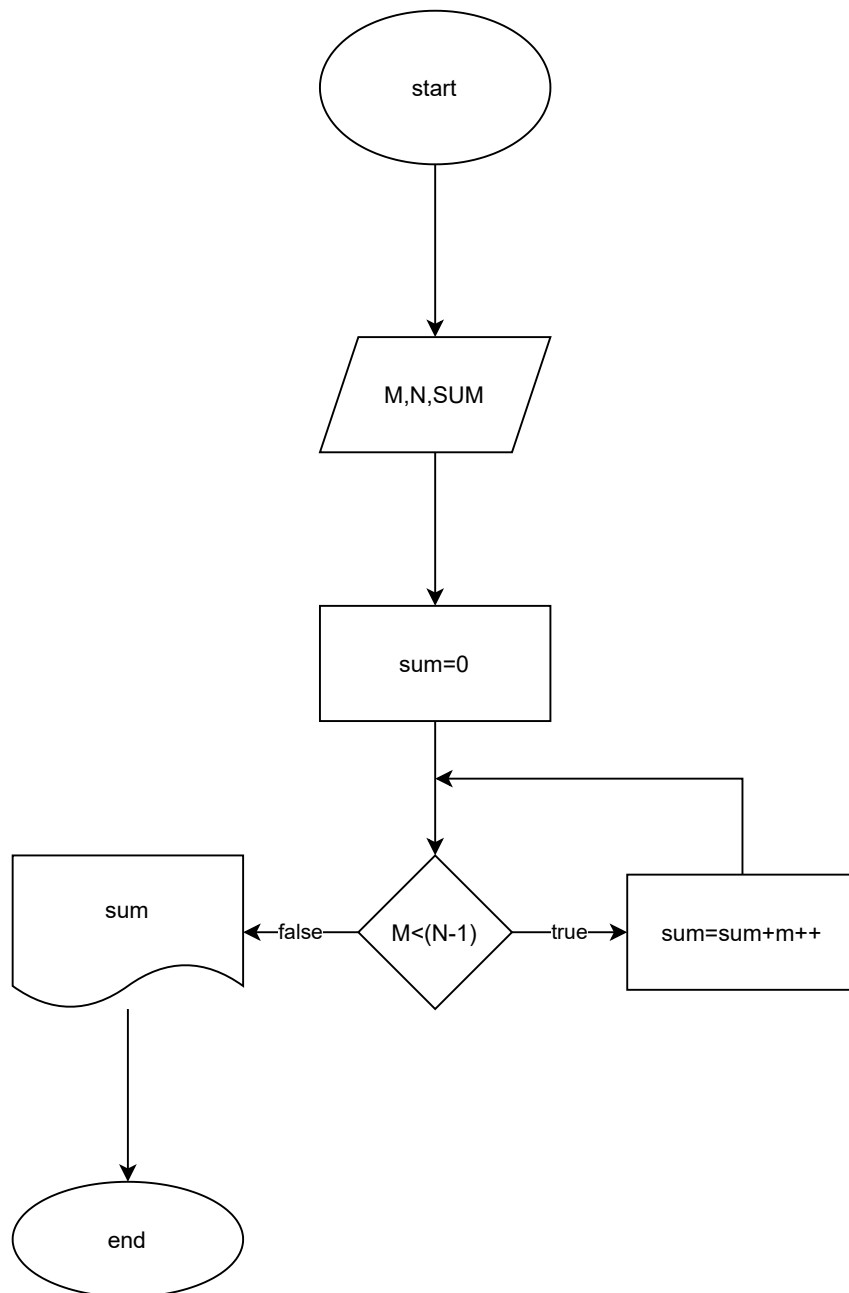 start
M,N,SUM
sum=0
sum
false
M<(N-1)
true
sum=sum+m++
end